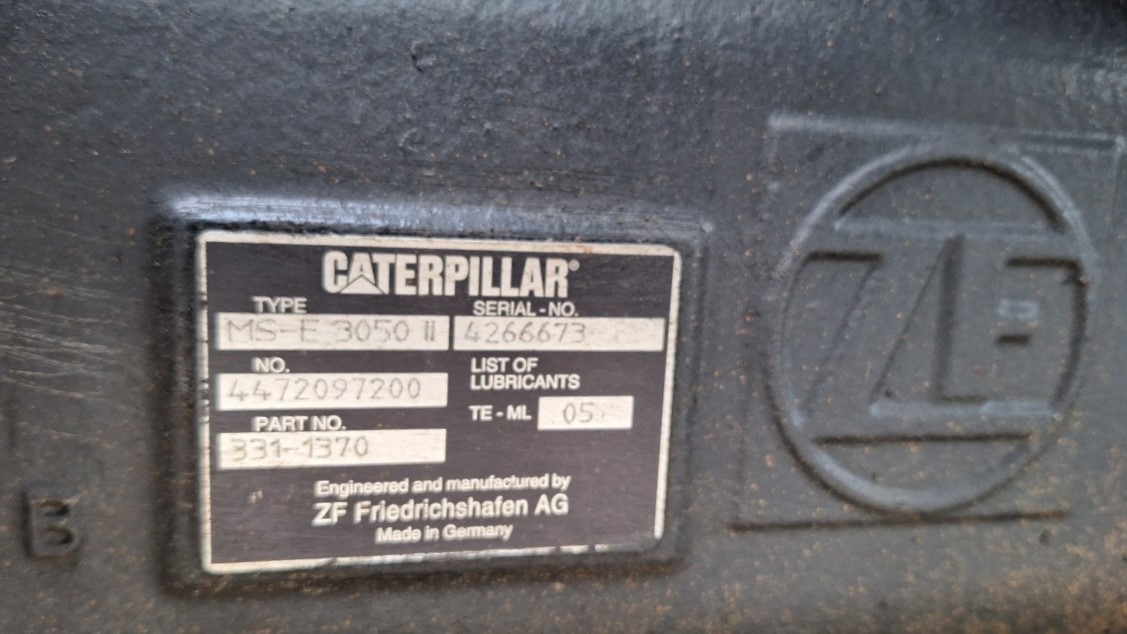 CATERPILLAR®
TYPE
SERIAL-NO.
MS-E 3050 II
4266673
NO.
LIST OF
LUBRICANTS
4472097200
TE-ML 05
PART NO.
331-1370
Engineered and manufactured by
ZF Friedrichshafen AG
Made in Germany
ZF
B